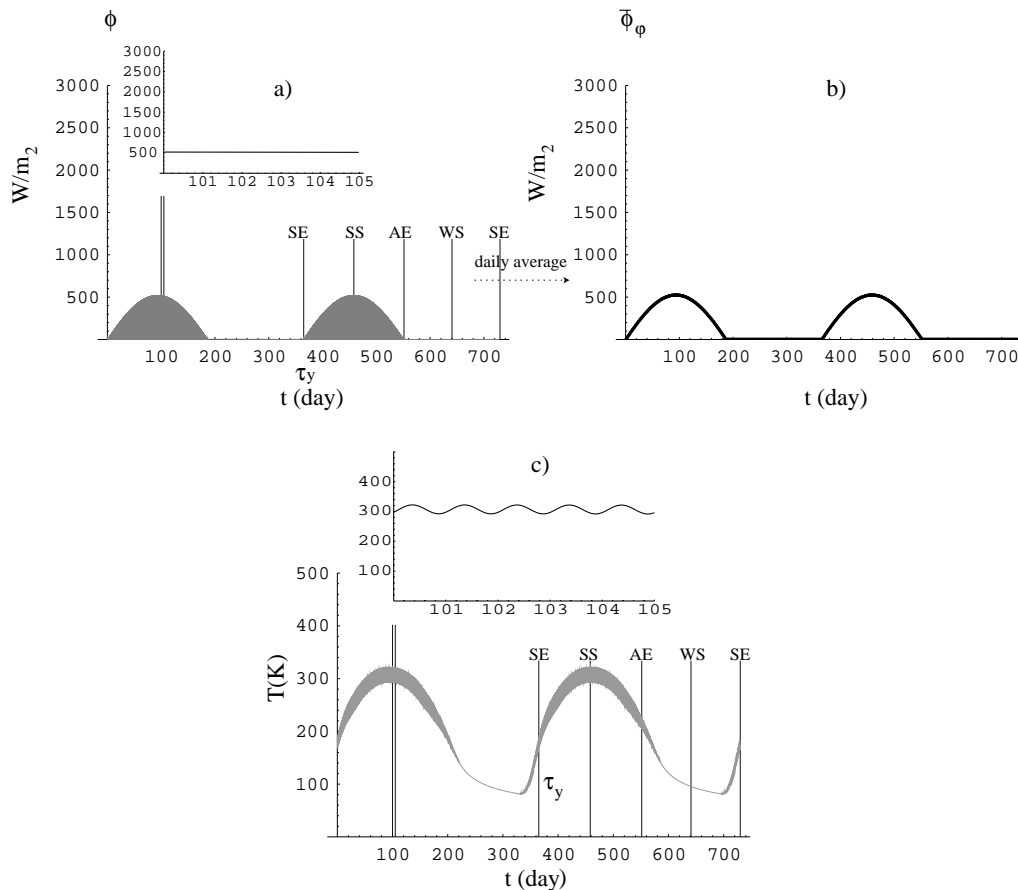 ϕ
a)
3000
2500
2000
1500
1000
500
101 102 103 104 105
3000
2500
2000
1500
1000
500
W/m2
SE SS AE WS SE
daily average
100 200 300 400 500 600 700
τy
t (day)
ϕ̅φ
b)
3000
2500
2000
1500
1000
500
W/m2
100 200 300 400 500 600 700
t (day)
c)
400
300
200
100
101 102 103 104 105
500
400
300
200
100
T(K)
SE SS AE WS SE
τy
100 200 300 400 500 600 700
t (day)